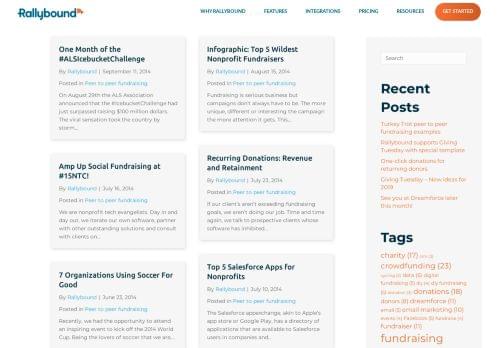 Rallybound
WHY RALLYBOUND
FEATURES
INTEGRATIONS
PRICING
RESOURCES
GET STARTED
One Month of the
#ALSIcebucketChallenge
By Rallybound | September 11, 2014
Posted in Peer to peer fundraising
On August 29th the ALS Association
announced that the #icebucketChallenge had
just surpassed raising $100 million dollars.
The viral sensation took the country by
storm...
Amp Up Social Fundraising at
#15NTC!
By Rallybound | July 16, 2014
Posted in Peer to peer fundraising
We are nonprofit tech evangelists. Day in and
day out, we iterate our own software, partner
with other outstanding solutions and consult
with clients on...
7 Organizations Using Soccer For
Good
By Rallybound | June 23, 2014
Posted in Peer to peer fundraising
Recently, we had the opportunity to attend
an inspiring event to kick off the 2014 World
Cup. Being the lovers of soccer that we are...
Infographic: Top 5 Wildest
Nonprofit Fundraisers
By Rallybound | August 15, 2014
Posted in Peer to peer fundraising
Fundraising is serious business but
campaigns don't always have to be. The more
unique, different or interesting the campaign
the more attention it gets. This...
Recurring Donations: Revenue
and Retainment
By Rallybound | July 23, 2014
Posted in Peer to peer fundraising
If our client's aren't exceeding fundraising
goals, we aren't doing our job. Time and time
again, we talk to prospective clients whose
software has inhibited...
Top 5 Salesforce Apps for
Nonprofits
By Rallybound | July 10, 2014
Posted in Peer to peer fundraising
The Salesforce appexchange, akin to Apple's
app store or Google Play, has a directory of
applications that are available to Salesforce
users in companies and...
Search
Recent
Posts
Turkey Trot peer to peer
fundraising examples
Rallybound supports Giving
Tuesday with special template
One-click donations for
returning donors
Giving Tuesday – New ideas for
2019
See you at Dreamforce later
this month!
Tags
charity (17)
crowdfunding (23)
data (5) digital
fundraising (5) diy (4) diy fundraising
(5) donations (18)
donors (8) dreamforce (11)
email (5) email marketing (10)
events (4) Facebook (5)
fundraiser (11)
fundraising